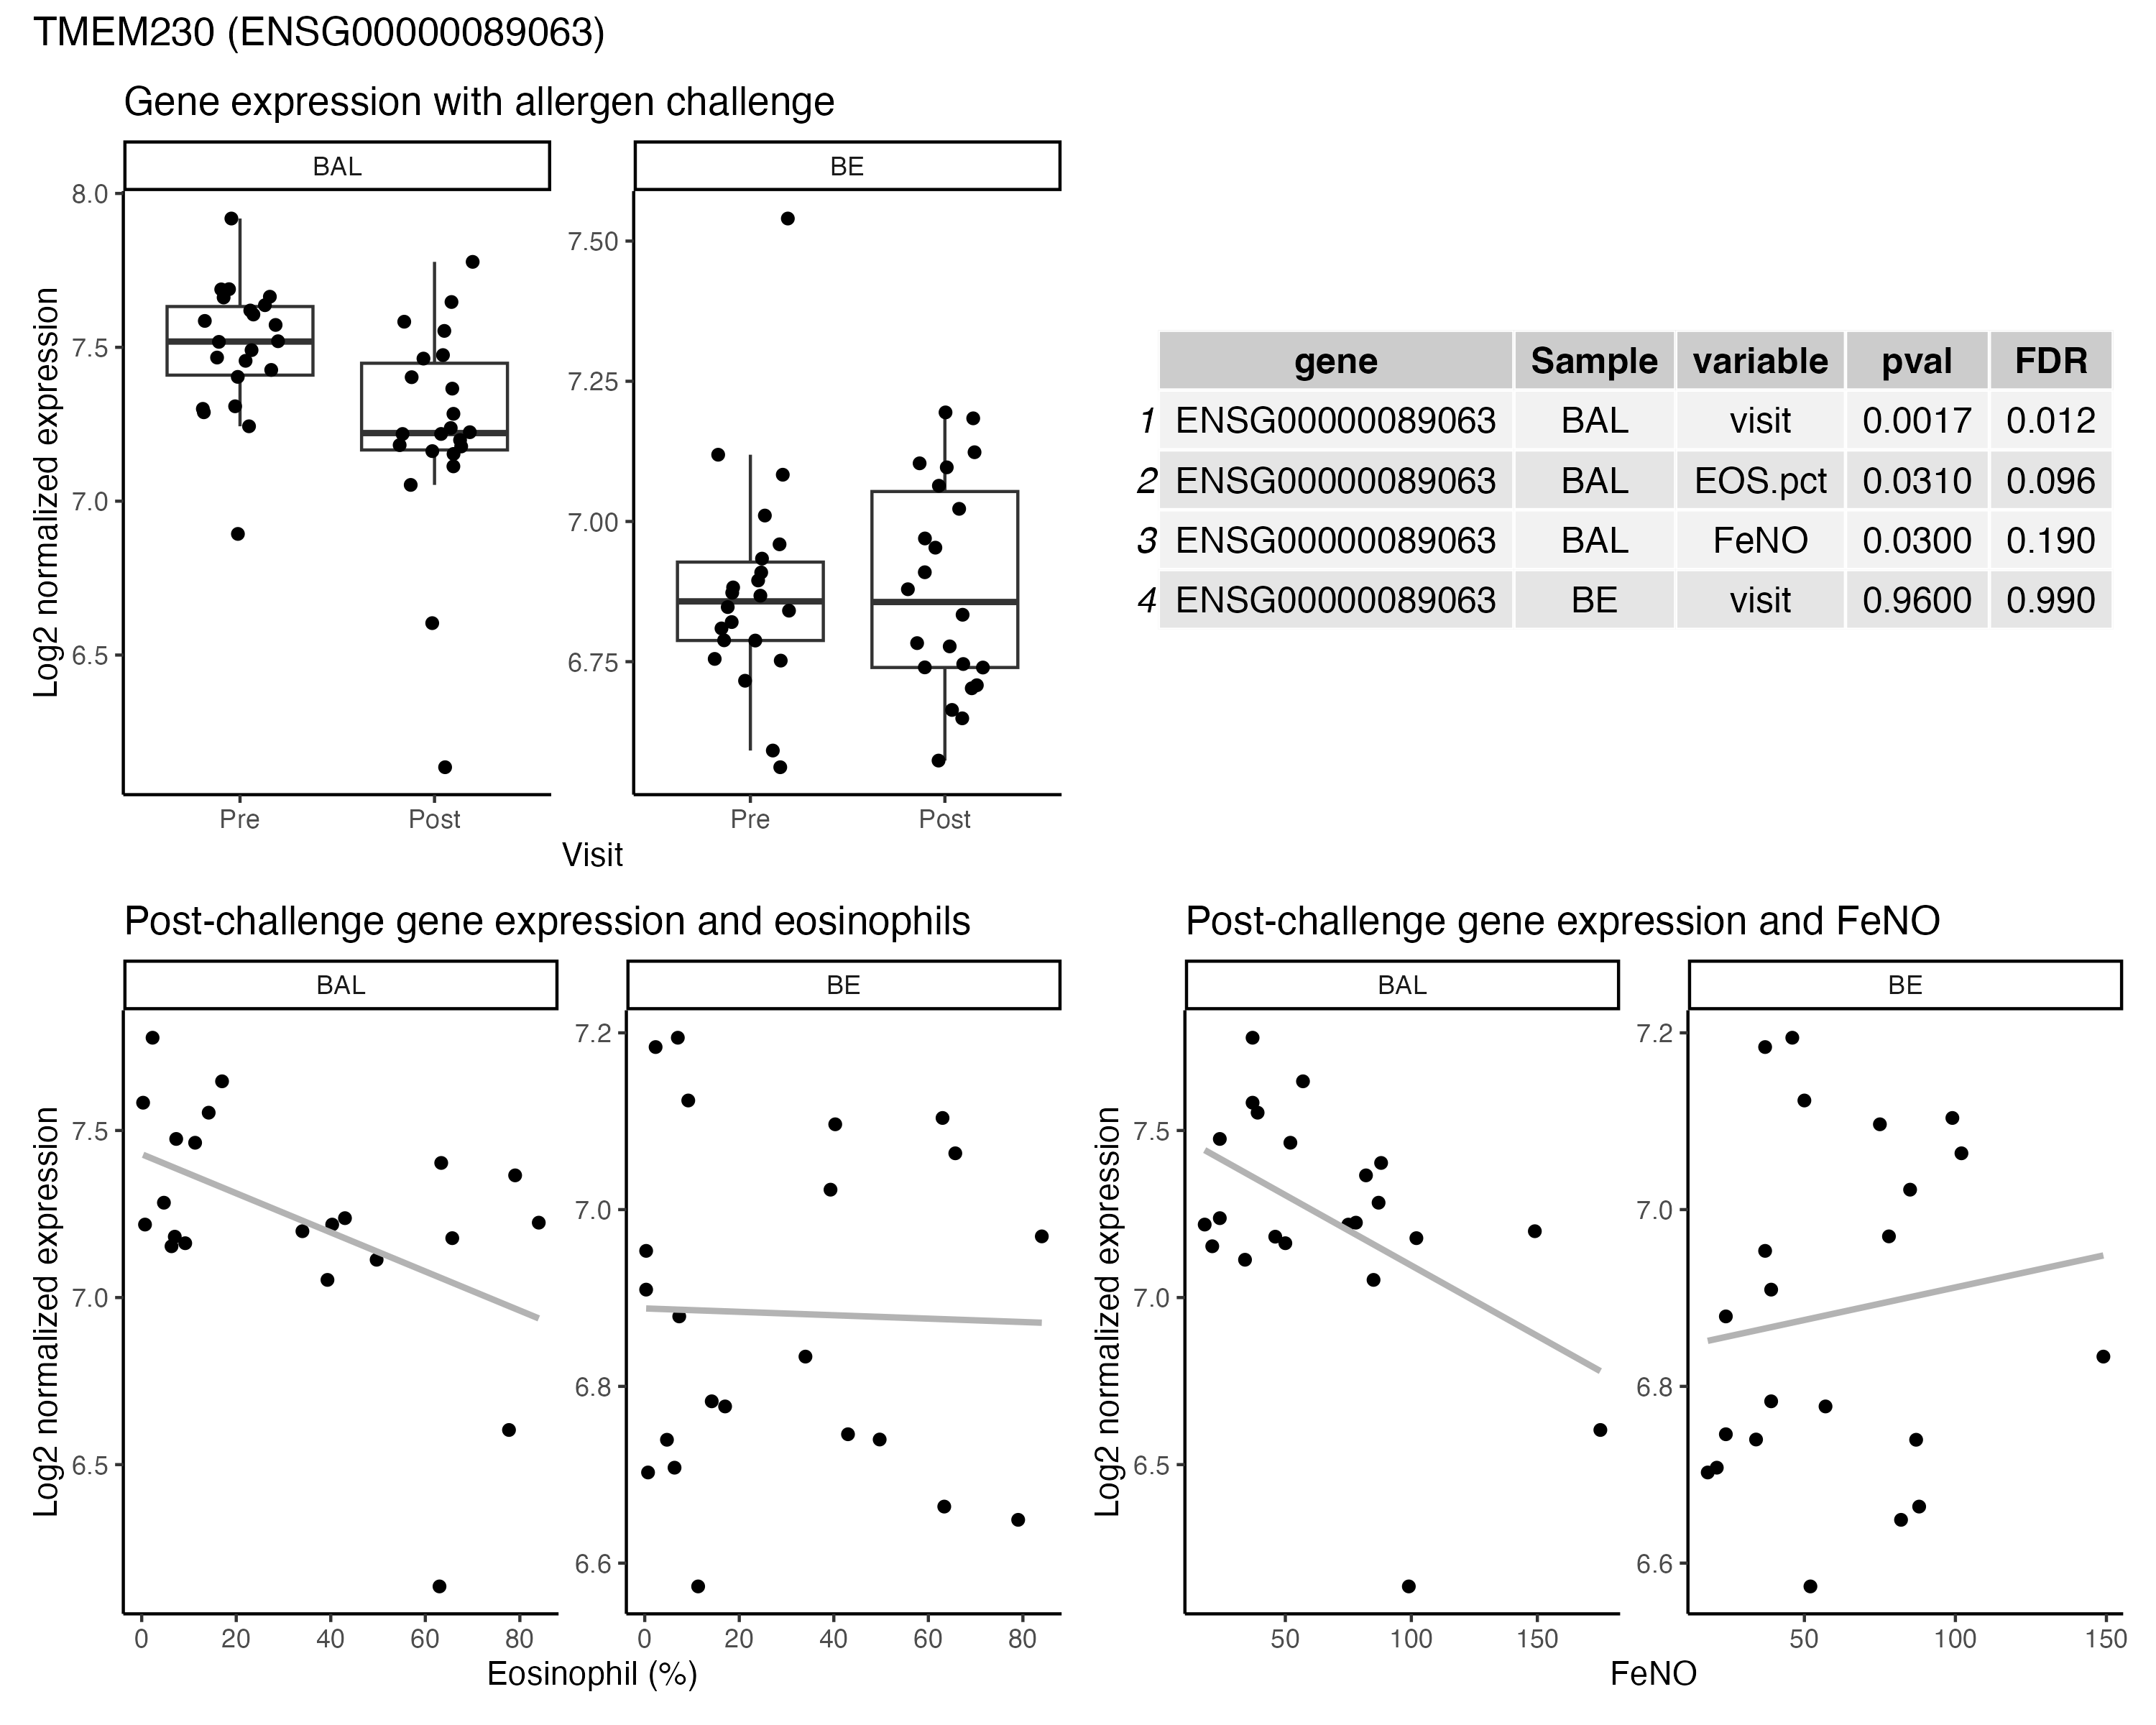 TMEM230 (ENSG00000089063)
Gene expression with allergen challenge
BAL
BE
Log2 normalized expression
8.0
7.5
7.0
6.5
7.50
7.25
7.00
6.75
Pre
Post
Pre
Post
Visit
gene Sample variable pval FDR
1 ENSG00000089063 BAL visit 0.0017 0.012
2 ENSG00000089063 BAL EOS.pct 0.0310 0.096
3 ENSG00000089063 BAL FeNO 0.0300 0.190
4 ENSG00000089063 BE visit 0.9600 0.990
Post-challenge gene expression and eosinophils
BAL
BE
Log2 normalized expression
7.5
7.0
6.5
7.2
7.0
6.8
6.6
0 20 40 60 80
0 20 40 60 80
Eosinophil (%)
Post-challenge gene expression and FeNO
BAL
BE
Log2 normalized expression
7.5
7.0
6.5
7.2
7.0
6.8
6.6
50 100 150
50 100 150
FeNO